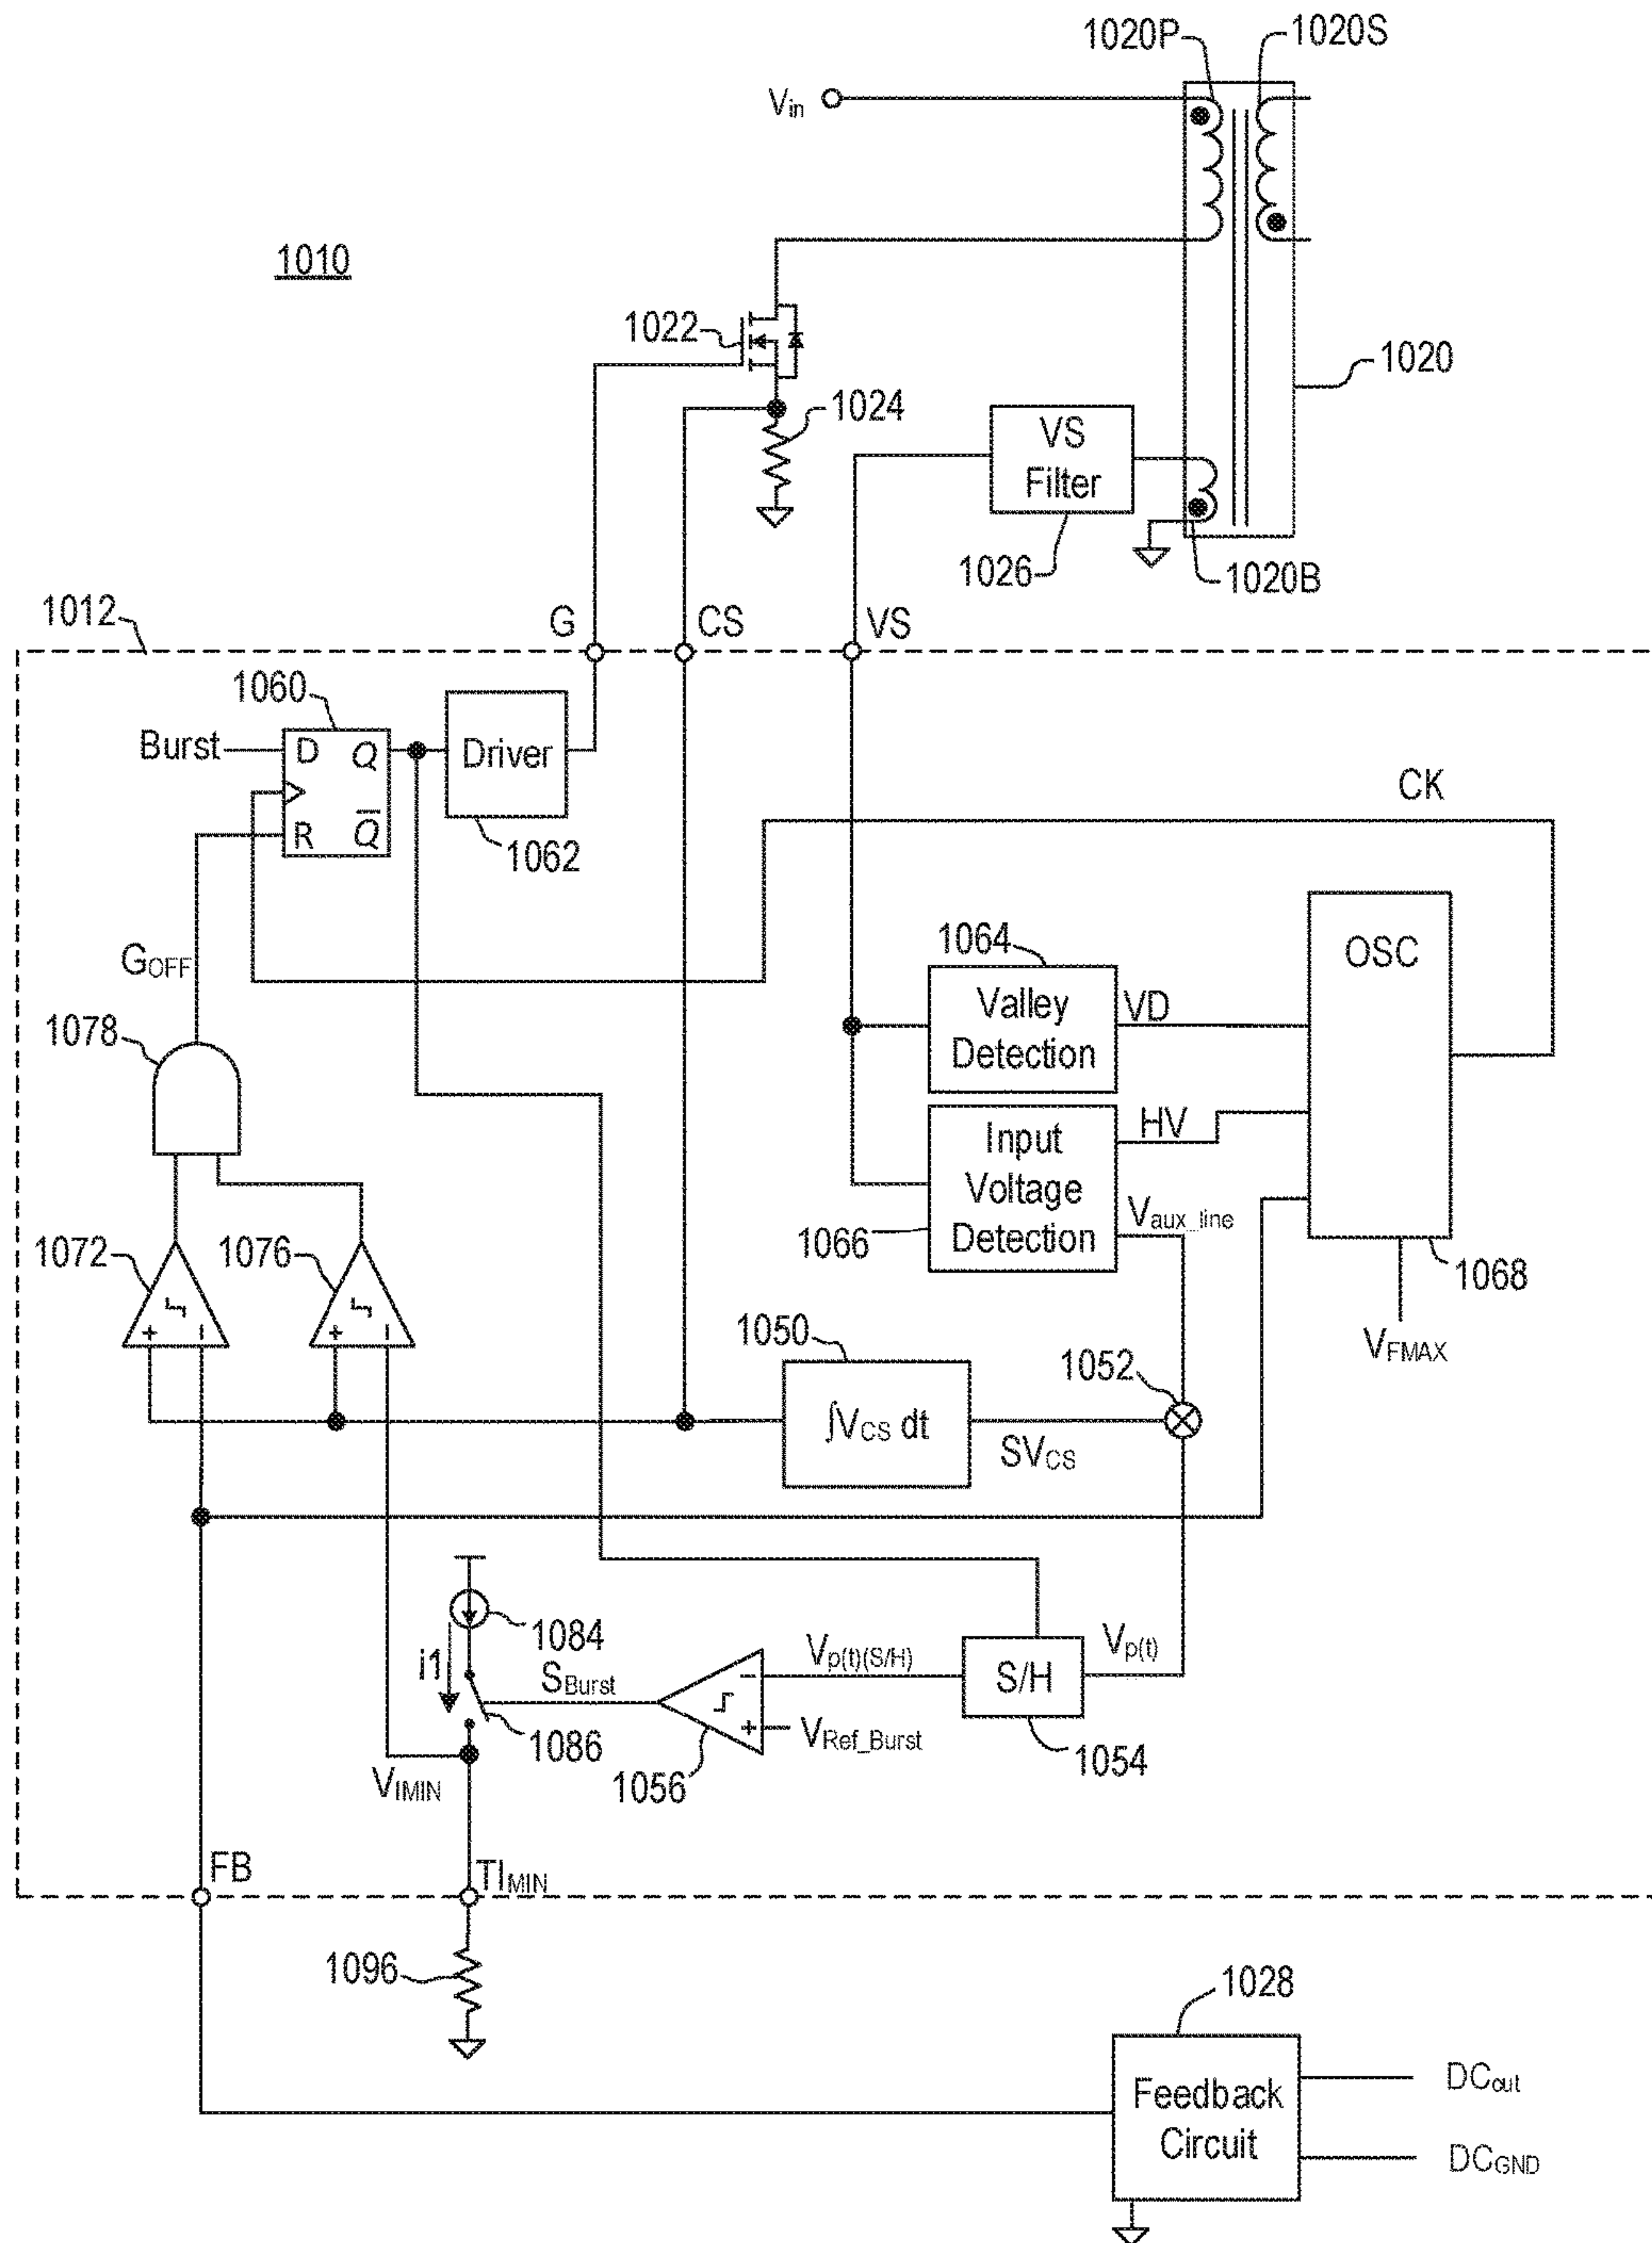 1020P
1020S
Vin
1010
1022
1020
1024
VS
Filter
1026
1020B
1012
G
CS
VS
1060
Burst
D
Q
R
Q̅
Driver
1062
CK
GOFF
1064
OSC
Valley
Detection
VD
1078
Input
Voltage
Detection
HV
Vaux_line
1066
1068
VFMAX
1072
1076
+
−
+
−
1050
∫VCS dt
SVCS
1052
1084
i1
SBurst
1086
Vp(t)(S/H)
−
+
VRef_Burst
1056
S/H
Vp(t)
1054
VIMIN
FB
TIMIN
1096
1028
Feedback
Circuit
DCout
DCGND